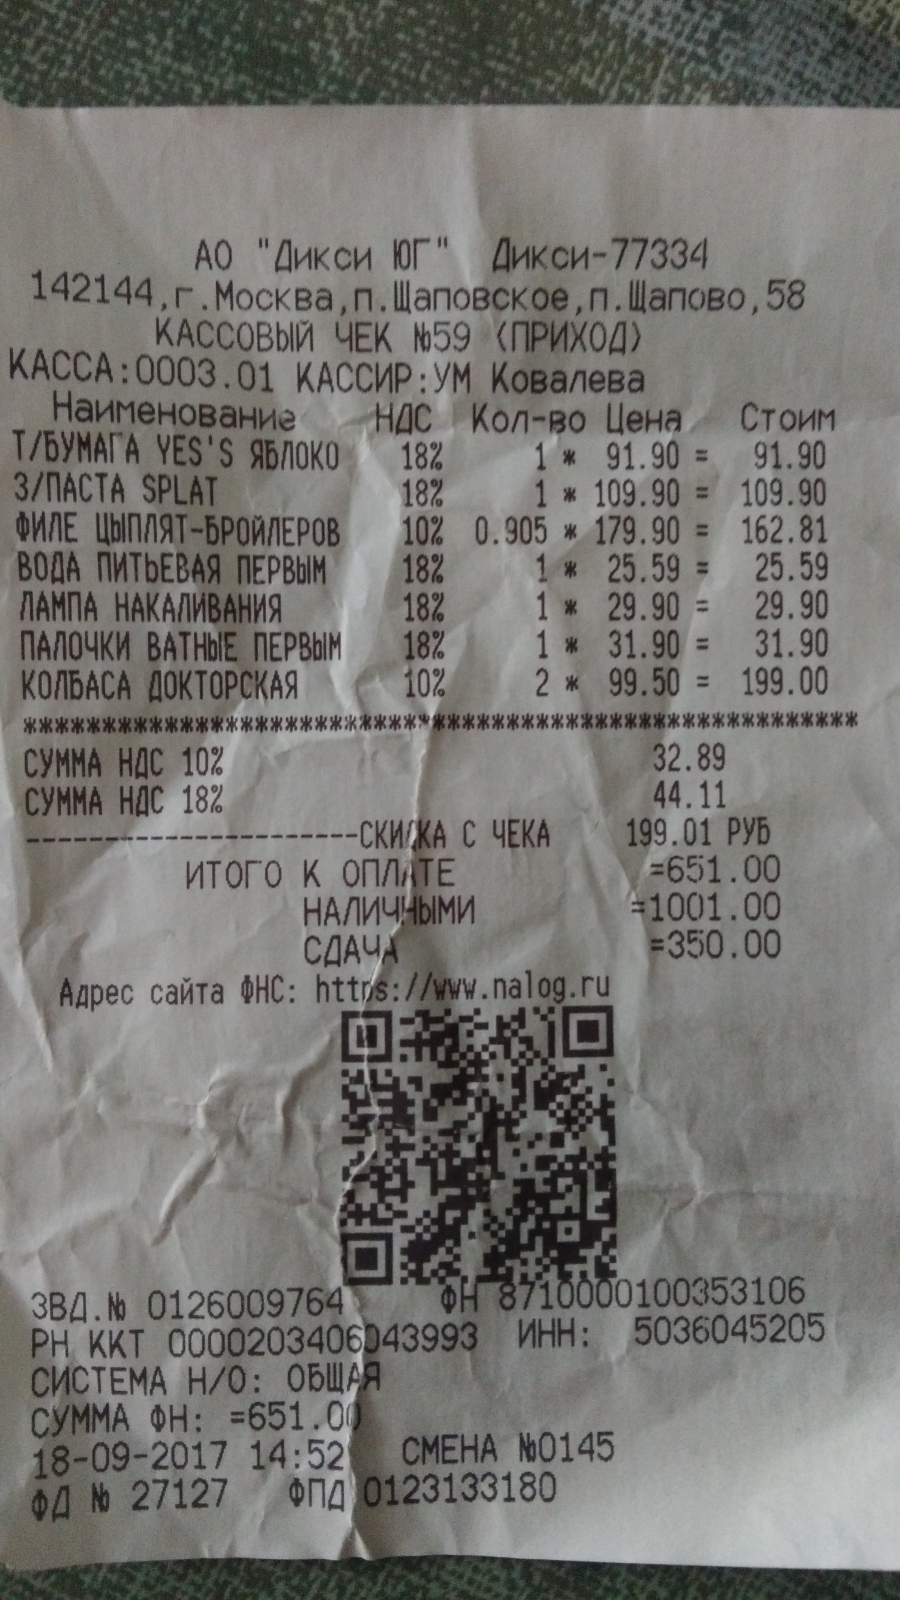 АО "Дикси ЮГ" Дикси-77334
142144,г.Москва,п.Щаповское,п.Щапово,58
КАССОВЫЙ ЧЕК №59 (ПРИХОД)
КАССА:0003.01 КАССИР:УМ Ковалева
Наименование НДС Кол-во Цена Стоим
Т/БУМАГА YES'S ЯБЛОКО 18% 1 * 91.90 = 91.90
З/ПАСТА SPLAT 18% 1 * 109.90 = 109.90
ФИЛЕ ЦЫПЛЯТ-БРОЙЛЕРОВ 10% 0.905 * 179.90 = 162.81
ВОДА ПИТЬЕВАЯ ПЕРВЫМ 18% 1 * 25.59 = 25.59
ЛАМПА НАКАЛИВАНИЯ 18% 1 * 29.90 = 29.90
ПАЛОЧКИ ВАТНЫЕ ПЕРВЫМ 18% 1 * 31.90 = 31.90
КОЛБАСА ДОКТОРСКАЯ 10% 2 * 99.50 = 199.00
******************************************************
СУММА НДС 10% 32.89
СУММА НДС 18% 44.11
---------------------СКИДКА С ЧЕКА 199.01 РУБ
ИТОГО К ОПЛАТЕ =651.00
НАЛИЧНЫМИ =1001.00
СДАЧА =350.00
Адрес сайта ФНС: https://www.nalog.ru
ЗВД.№ 0126009764 ФН 8710000100353106
РН ККТ 0000203406043993 ИНН: 5036045205
СИСТЕМА Н/О: ОБЩАЯ
СУММА ФН: =651.00
18-09-2017 14:52 СМЕНА №0145
ФД № 27127 ФПД 0123133180